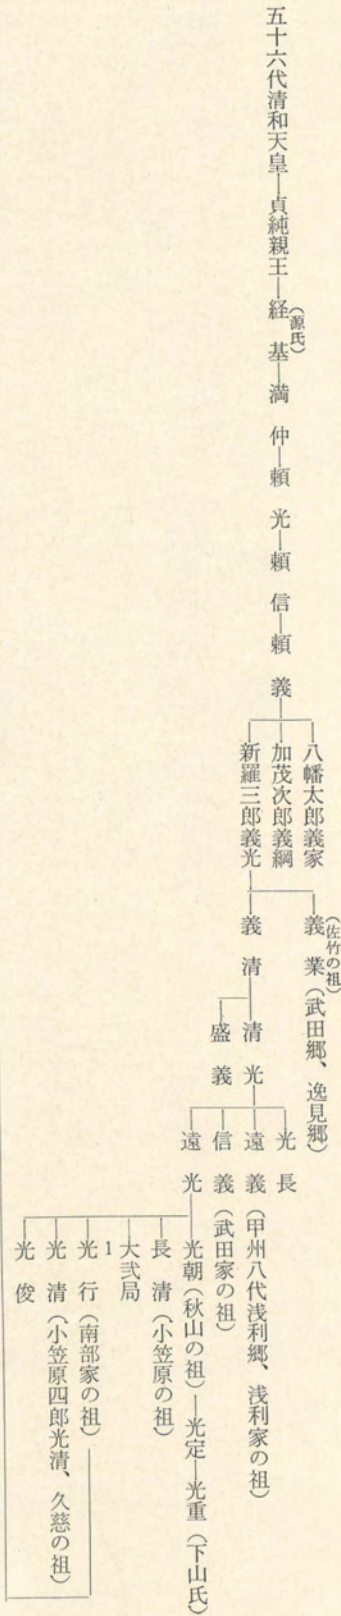 五十六代清和天皇―貞純親王―経基―満仲―頼光―頼信―頼義
(源氏)
八幡太郎義家
加茂次郎義綱
新羅三郎義光
(佐竹の祖)
義業(武田郷、逸見郷)
義清
清光
盛義
光長
遠義(甲州八代浅利郷、浅利家の祖)
信義(武田家の祖)
遠光
光朝(秋山の祖)―光定―光重(下山氏)
長清(小笠原の祖)
大弐局
1
光行(南部家の祖)
光清(小笠原四郎光清、久慈の祖)
光俊